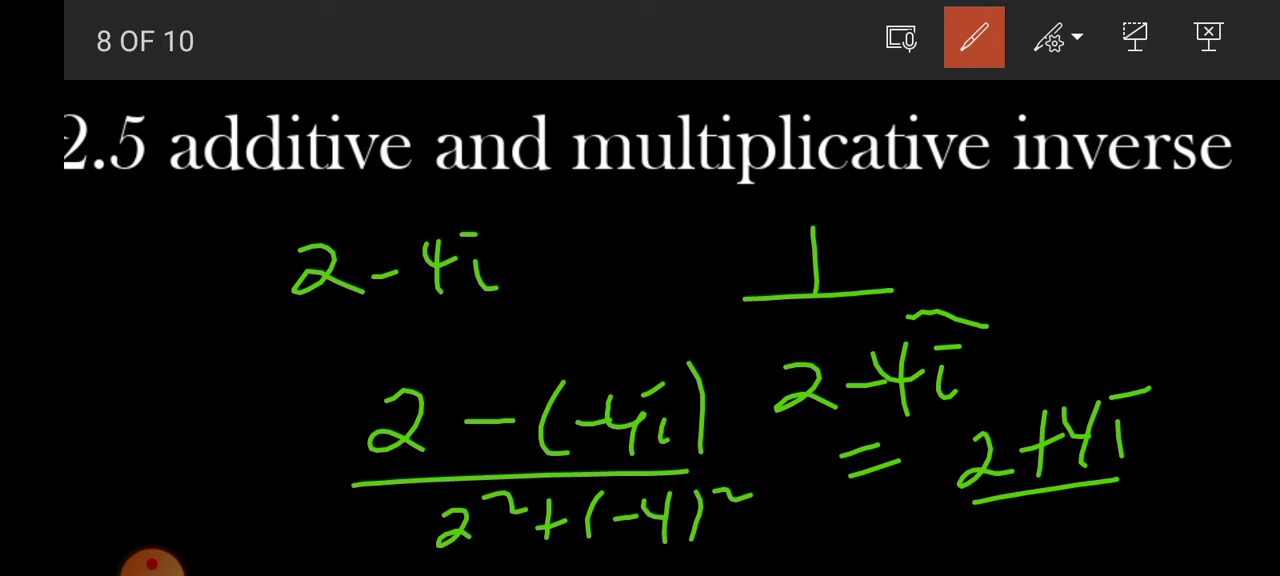 8 OF 10
2.5 additive and multiplicative inverse
2-4i
1
2-4i
2-(-4i)
2²+(-4)²
= 2+4i